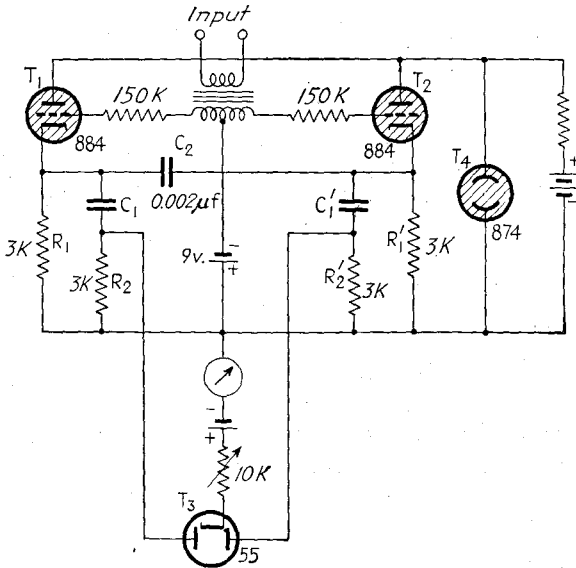 Input
T₁
150K
150K
T₂
884
C₂
884
0.002μf
T₄
874
+
-
C₁
C₁'
R₁
3K
R₂
3K
9v.
-
+
R₂'
3K
R₁'
3K
-
+
10K
T₃
55